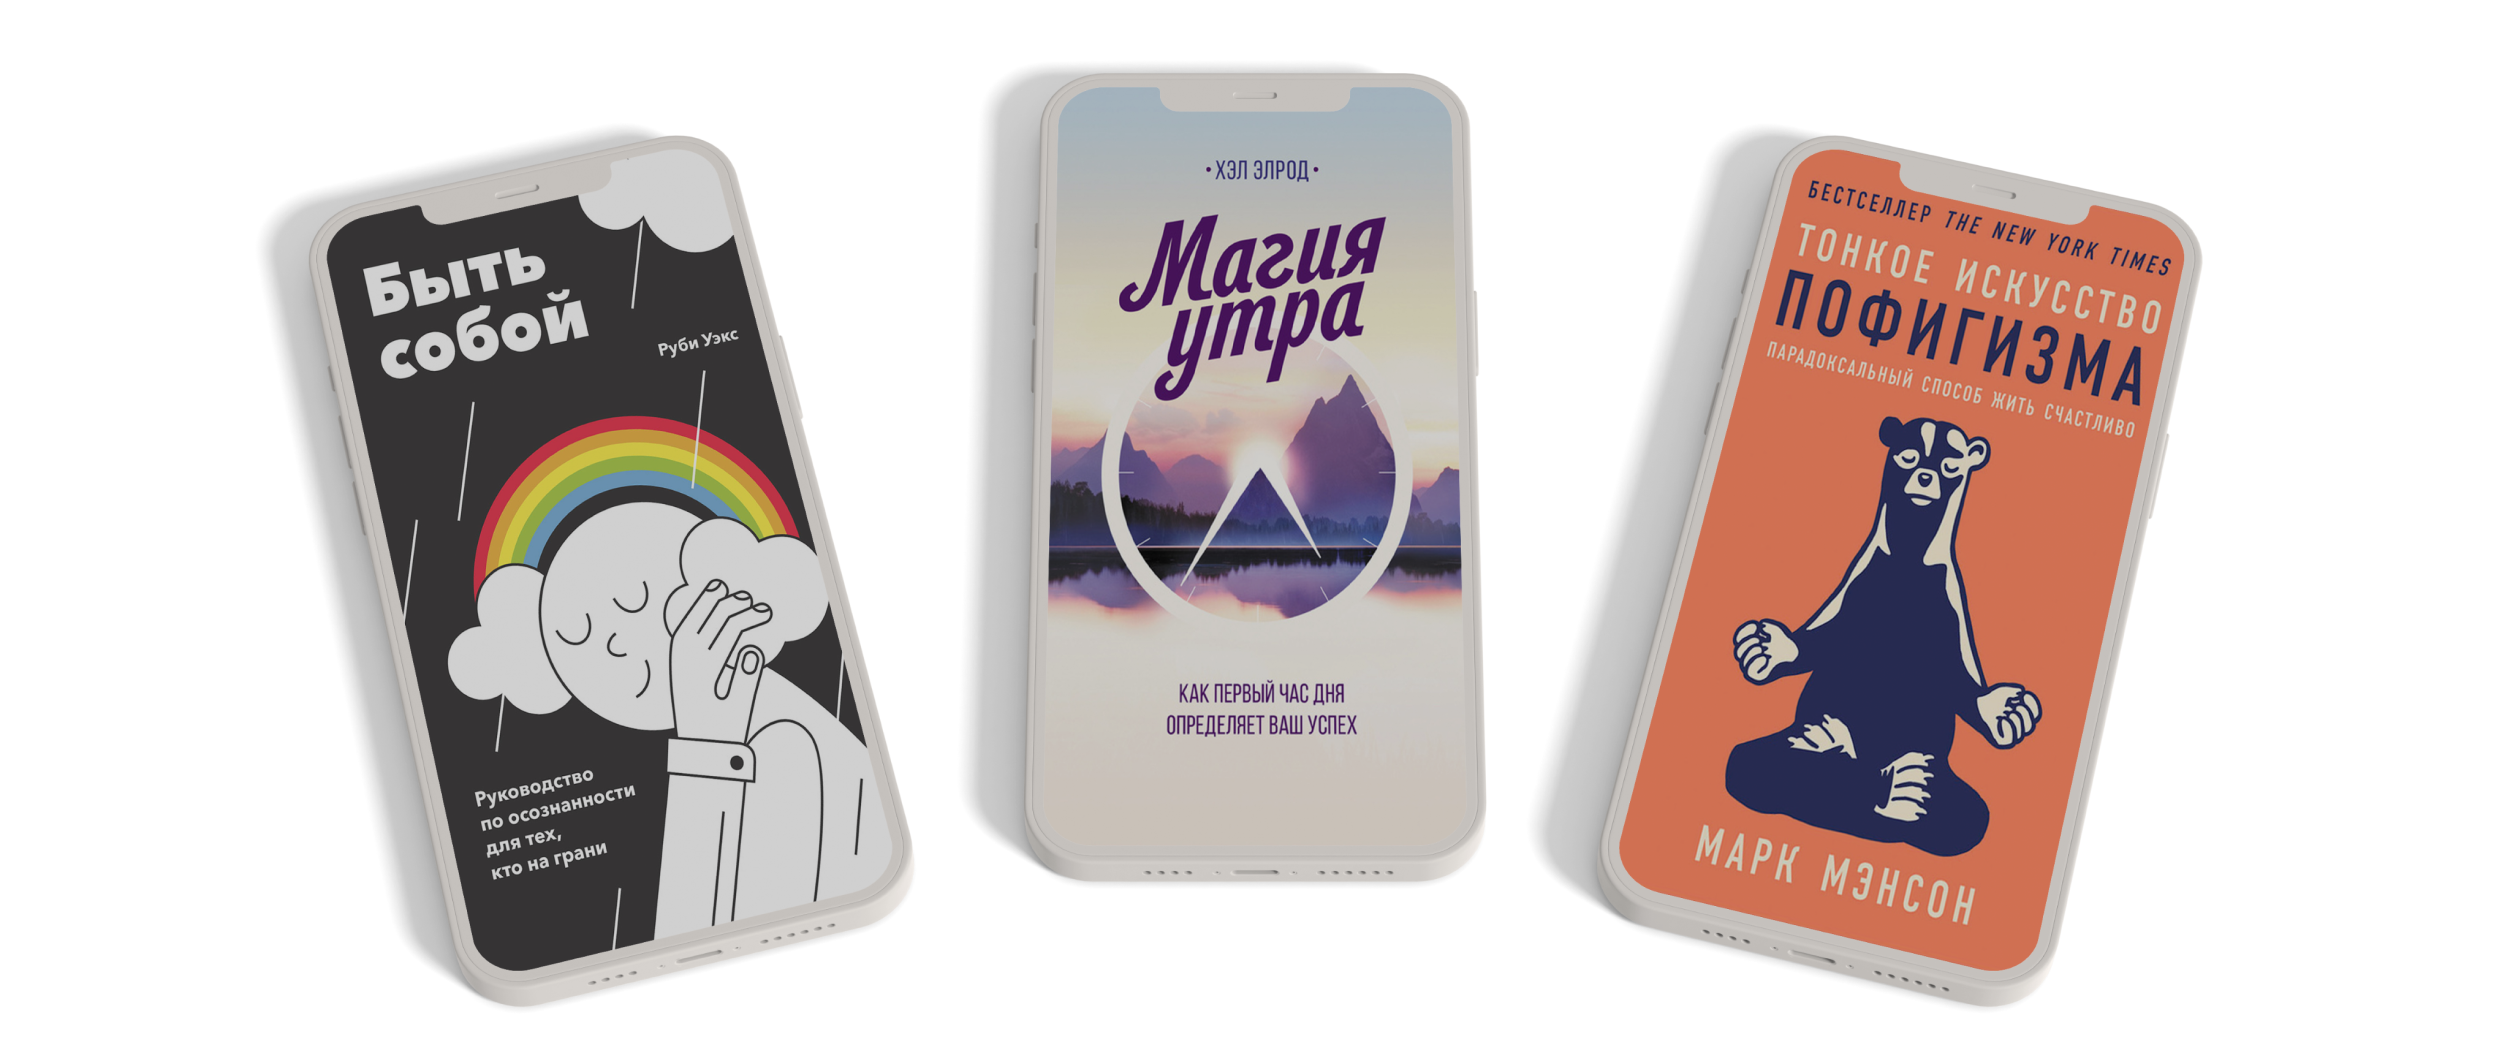 Быть
собой
Руби Уэкс
Руководство
по осознанности
для тех,
кто на грани
•ХЭЛ ЭЛРОД•
Магия
утра
КАК ПЕРВЫЙ ЧАС ДНЯ
ОПРЕДЕЛЯЕТ ВАШ УСПЕХ
БЕСТСЕЛЛЕР THE NEW YORK TIMES
ТОНКОЕ ИСКУССТВО
ПОФИГИЗМА
ПАРАДОКСАЛЬНЫЙ СПОСОБ ЖИТЬ СЧАСТЛИВО
МАРК МЭНСОН